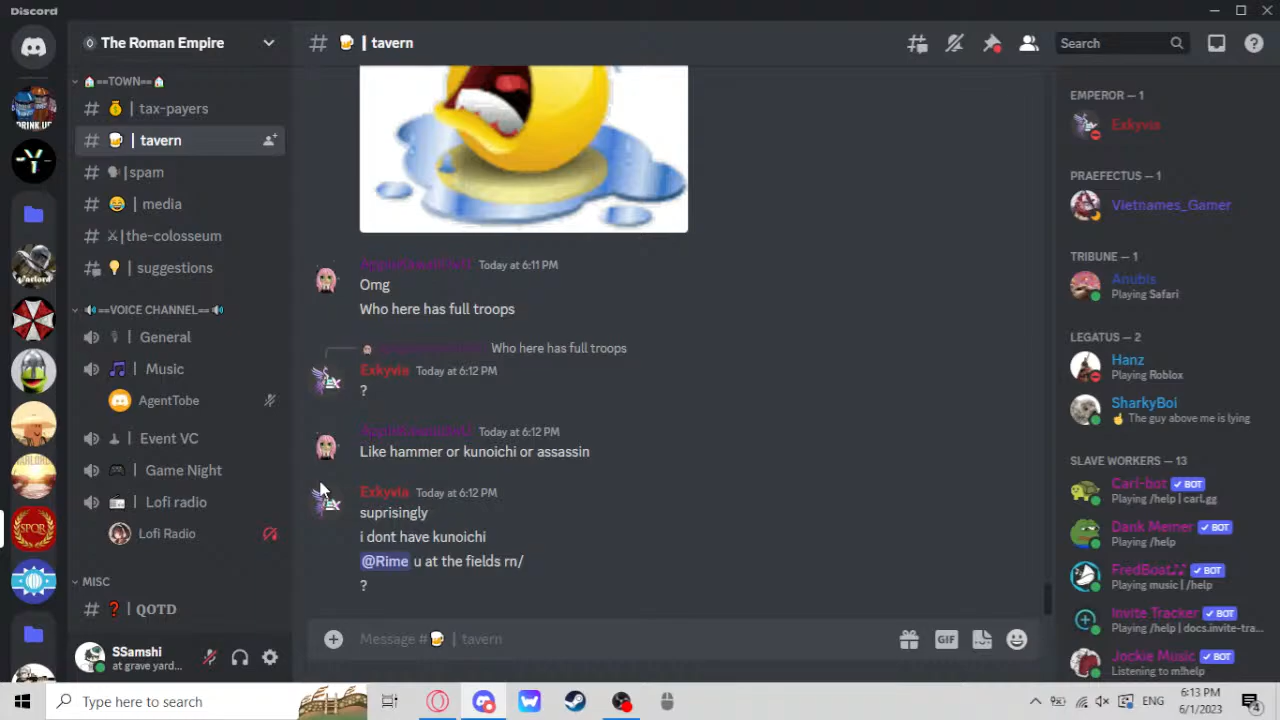 Discord
The Roman Empire
==TOWN==
tax-payers
tavern
spam
media
the-colosseum
suggestions
==VOICE CHANNEL==
General
Music
AgentTobe
Event VC
Game Night
Lofi radio
Lofi Radio
MISC
QOTD
SSamshi
at grave yard...
# | tavern
Today at 6:11 PM
Omg
Who here has full troops
Who here has full troops
Exkyvia Today at 6:12 PM
?
Today at 6:12 PM
Like hammer or kunoichi or assassin
Exkyvia Today at 6:12 PM
suprisingly
i dont have kunoichi
@Rime u at the fields rn/
?
Message # | tavern
GIF
Search
EMPEROR — 1
Exkyvia
PRAEFECTUS — 1
Vietnames_Gamer
TRIBUNE — 1
Anubis
Playing Safari
LEGATUS — 2
Hanz
Playing Roblox
SharkyBoi
The guy above me is lying
SLAVE WORKERS — 13
Carl-bot ✓ BOT
Playing /help | carl.gg
Dank Memer ✓ BOT
Playing /help
FredBoat♪♪ ✓ BOT
Playing music | /help
Invite Tracker ✓ BOT
Playing /help | docs.invite-tra...
Jockie Music ✓ BOT
Listening to m!help
Type here to search
ENG
6:13 PM
6/1/2023
4